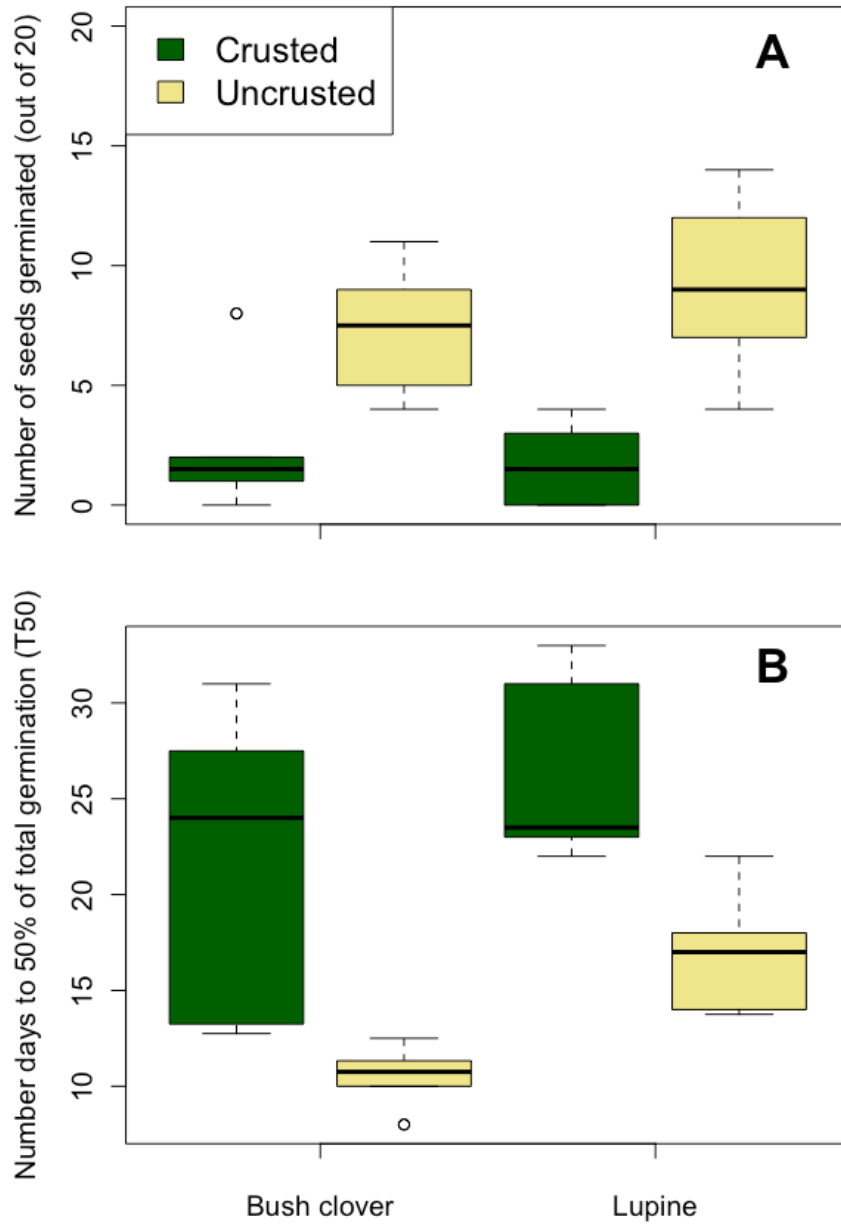 Number of seeds germinated (out of 20)
20
15
10
5
0
Crusted
Uncrusted
A
Number days to 50% of total germination (T50)
30
25
20
15
10
B
Bush clover
Lupine